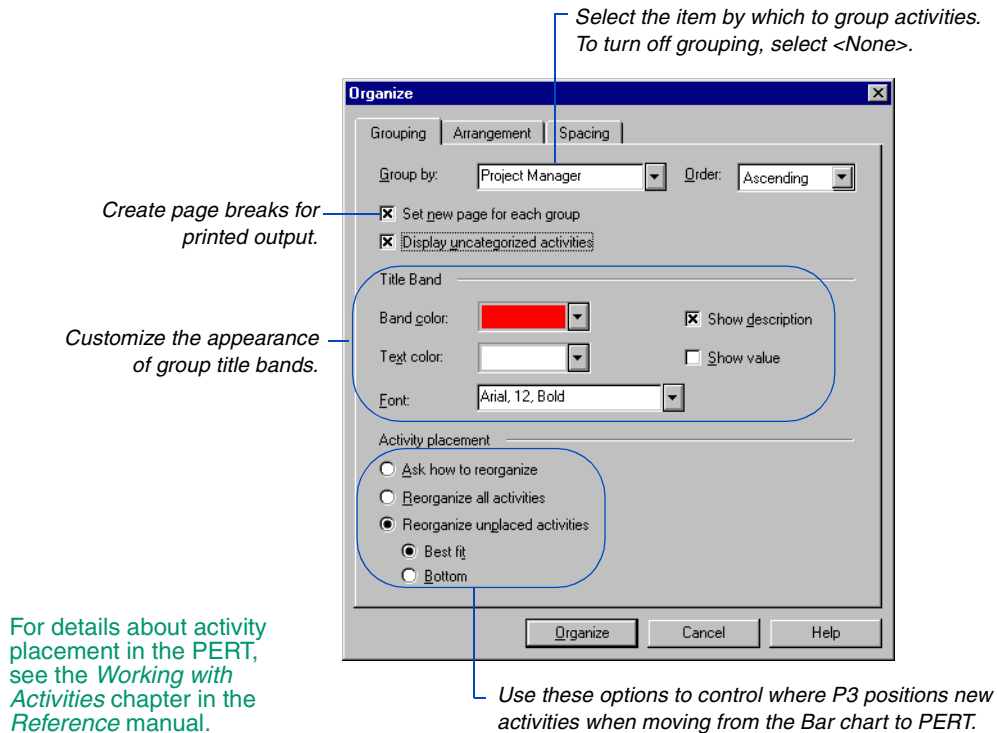 Select the item by which to group activities.
To turn off grouping, select <None>.
Organize
Grouping Arrangement Spacing
Group by: Project Manager Order: Ascending
Create page breaks for
printed output.
Set new page for each group
Display uncategorized activities
Title Band
Customize the appearance
of group title bands.
Band color: Show description
Text color: Show value
Font: Arial, 12, Bold
Activity placement
Ask how to reorganize
Reorganize all activities
Reorganize unplaced activities
Best fit
Bottom
Organize Cancel Help
For details about activity
placement in the PERT,
see the Working with
Activities chapter in the
Reference manual.
Use these options to control where P3 positions new
activities when moving from the Bar chart to PERT.